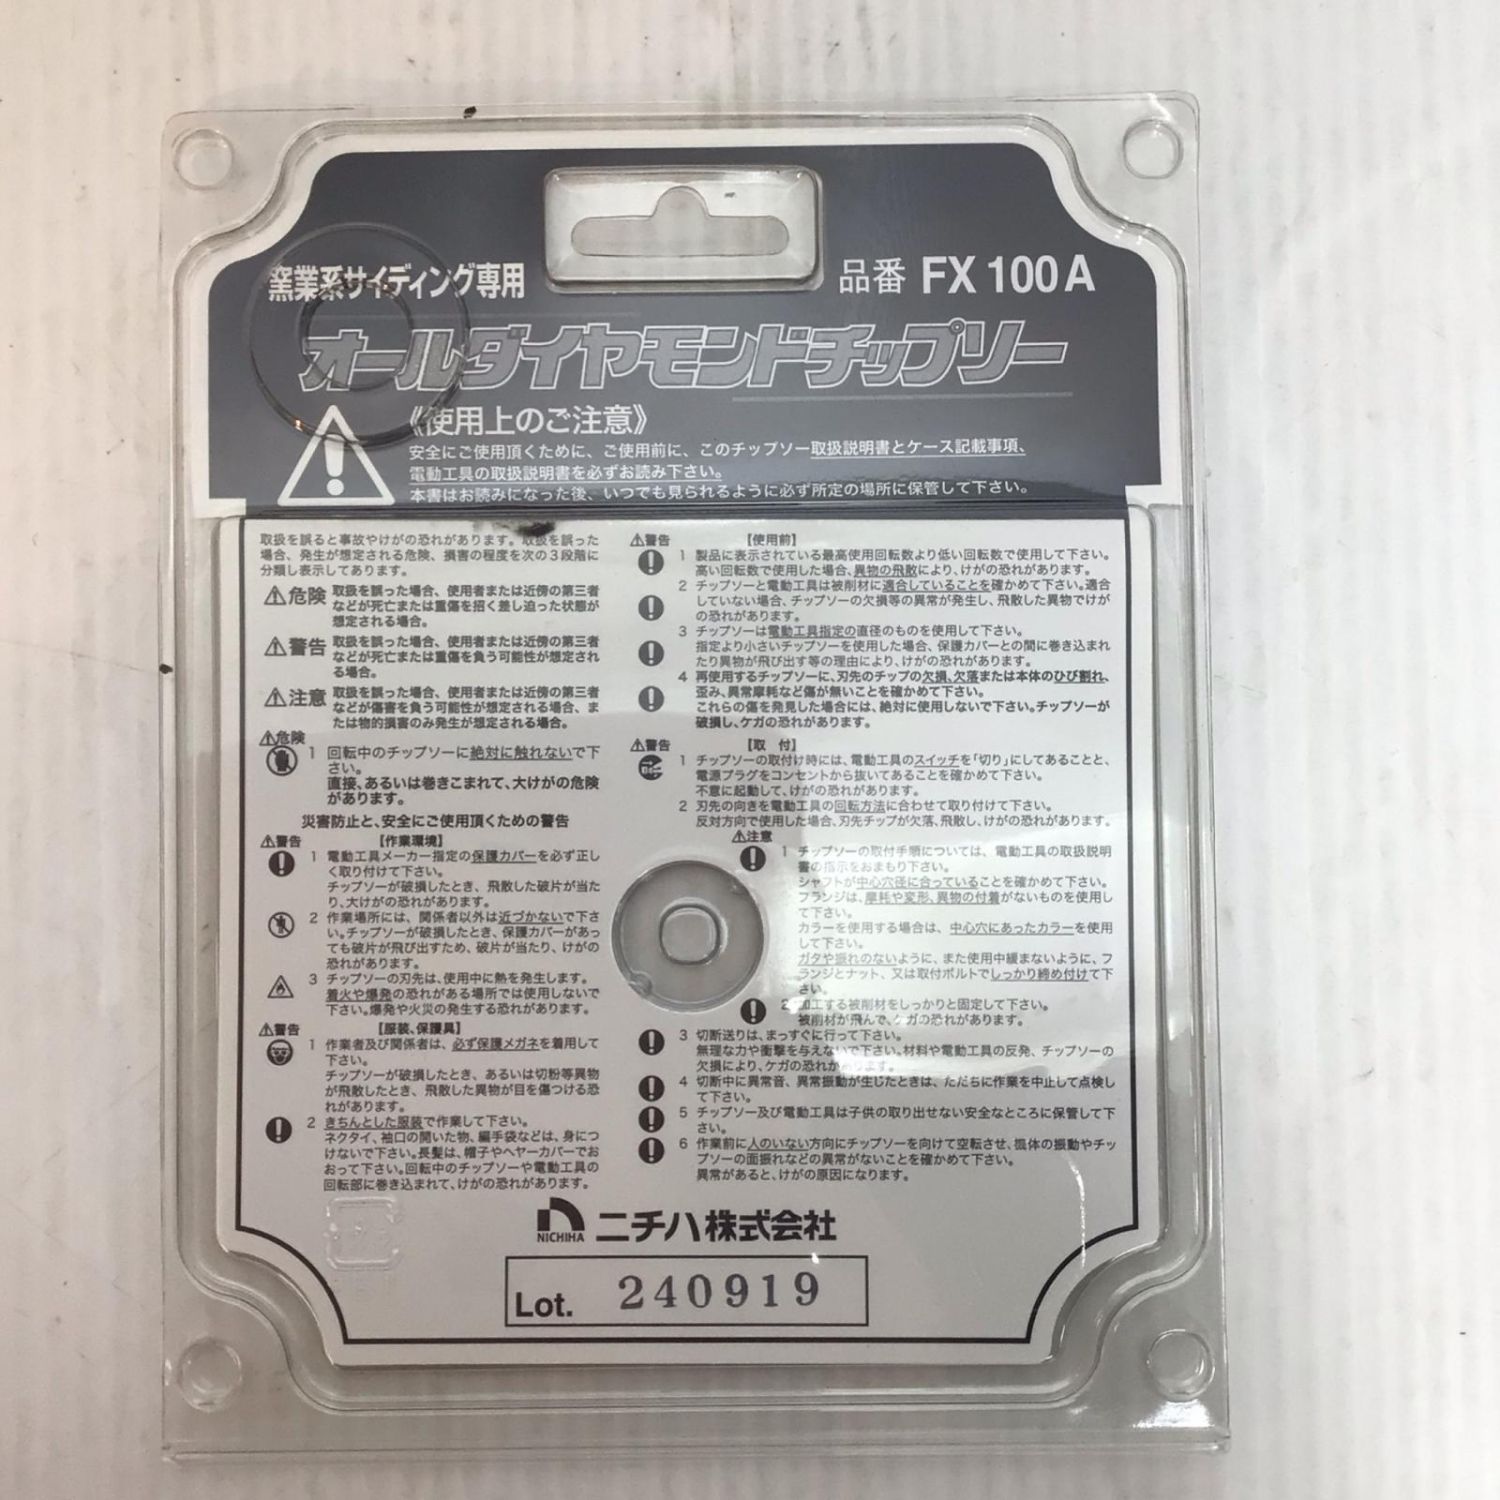 窯業系サイディング専用
品番 FX 100A
オールダイヤモンドチップソー
《使用上のご注意》
安全にご使用頂くために、ご使用前に、このチップソー取扱説明書とケース記載事項、
電動工具の取扱説明書を必ずお読み下さい。
本書はお読みになった後、いつでも見られるように必ず所定の場所に保管して下さい。
取扱を誤ると事故やけがの恐れがあります。取扱を誤った
場合、発生が想定される危険、損害の程度を次の3段階に
分類し表示してあります。
⚠危険 取扱を誤った場合、使用者または近傍の第三者
などが死亡または重傷を招く差し迫った状態が
想定される場合。
⚠警告 取扱を誤った場合、使用者または近傍の第三者
などが死亡または重傷を負う可能性が想定され
る場合。
⚠注意 取扱を誤った場合、使用者または近傍の第三者
などが傷害を負う可能性が想定される場合、ま
たは物的損害のみ発生が想定される場合。
⚠危険
1 回転中のチップソーに絶対に触れないで下
さい。
直接、あるいは巻きこまれて、大けがの危険
があります。
災害防止と、安全にご使用頂くための警告
⚠警告 【作業環境】
1 電動工具メーカー指定の保護カバーを必ず正し
く取り付けて下さい。
チップソーが破損したとき、飛散した破片が当た
り、大けがの恐れがあります。
2 作業場所には、関係者以外は近づかないで下さ
い。チップソーが破損したとき、保護カバーがあっ
ても破片が飛び出すため、破片が当たり、けがの
恐れがあります。
3 チップソーの刃先は、使用中に熱を発生します。
着火や爆発の恐れがある場所では使用しないで
下さい。爆発や火災の発生する恐れがあります。
⚠警告 【服装、保護具】
1 作業者及び関係者は、必ず保護メガネを着用して
下さい。
チップソーが破損したとき、あるいは切粉等異物
が飛散したとき、飛散した異物が目を傷つける恐
れがあります。
2 きちんとした服装で作業して下さい。
ネクタイ、袖口の開いた物、編手袋などは、身につ
けないで下さい。長髪は、帽子やヘヤーカバーでお
おって下さい。回転中のチップソーや電動工具の
回転部に巻き込まれて、けがの恐れがあります。
⚠警告 【使用前】
1 製品に表示されている最高使用回転数より低い回転数で使用して下さい。
高い回転数で使用した場合、異物の飛散により、けがの恐れがあります。
2 チップソーと電動工具は被削材に適合していることを確かめて下さい。適合
していない場合、チップソーの欠損等の異常が発生し、飛散した異物でけが
の恐れがあります。
3 チップソーは電動工具指定の直径のものを使用して下さい。
指定より小さいチップソーを使用した場合、保護カバーとの間に巻き込まれ
たり異物が飛び出す等の理由により、けがの恐れがあります。
4 再使用するチップソーに、刃先のチップの欠損、欠落または本体のひび割れ、
歪み、異常摩耗など傷が無いことを確かめて下さい。
これらの傷を発見した場合には、絶対に使用しないで下さい。チップソーが
破損し、ケガの恐れがあります。
⚠警告 【取 付】
1 チップソーの取付け時には、電動工具のスイッチを「切り」にしてあることと、
電源プラグをコンセントから抜いてあることを確かめて下さい。
不意に起動して、けがの恐れがあります。
2 刃先の向きを電動工具の回転方法に合わせて取り付けて下さい。
反対方向で使用した場合、刃先チップが欠落、飛散し、けがの恐れがあります。
⚠注意
1 チップソーの取付手順については、電動工具の取扱説明
書の指示をおまもり下さい。
シャフトが中心穴径に合っていることを確かめて下さい。
フランジは、摩耗や変形、異物の付着がないものを使用し
て下さい。
カラーを使用する場合は、中心穴にあったカラーを使用
して下さい。
ガタや振れのないように、また使用中緩まないように、フ
ランジとナット、又は取付ボルトでしっかり締め付けて下
さい。
2 加工する被削材をしっかりと固定して下さい。
被削材が飛んで、ケガの恐れがあります。
3 切断送りは、まっすぐに行って下さい。
無理な力や衝撃を与えないで下さい。材料や電動工具の反発、チップソーの
欠損により、ケガの恐れがあります。
4 切断中に異常音、異常振動が生じたときは、ただちに作業を中止して点検し
て下さい。
5 チップソー及び電動工具は子供の取り出せない安全なところに保管して下
さい。
6 作業前に人のいない方向にチップソーを向けて空転させ、機体の振動やチッ
プソーの面振れなどの異常がないことを確かめて下さい。
異常があると、けがの原因になります。
NICHIHA ニチハ株式会社
Lot. 240919